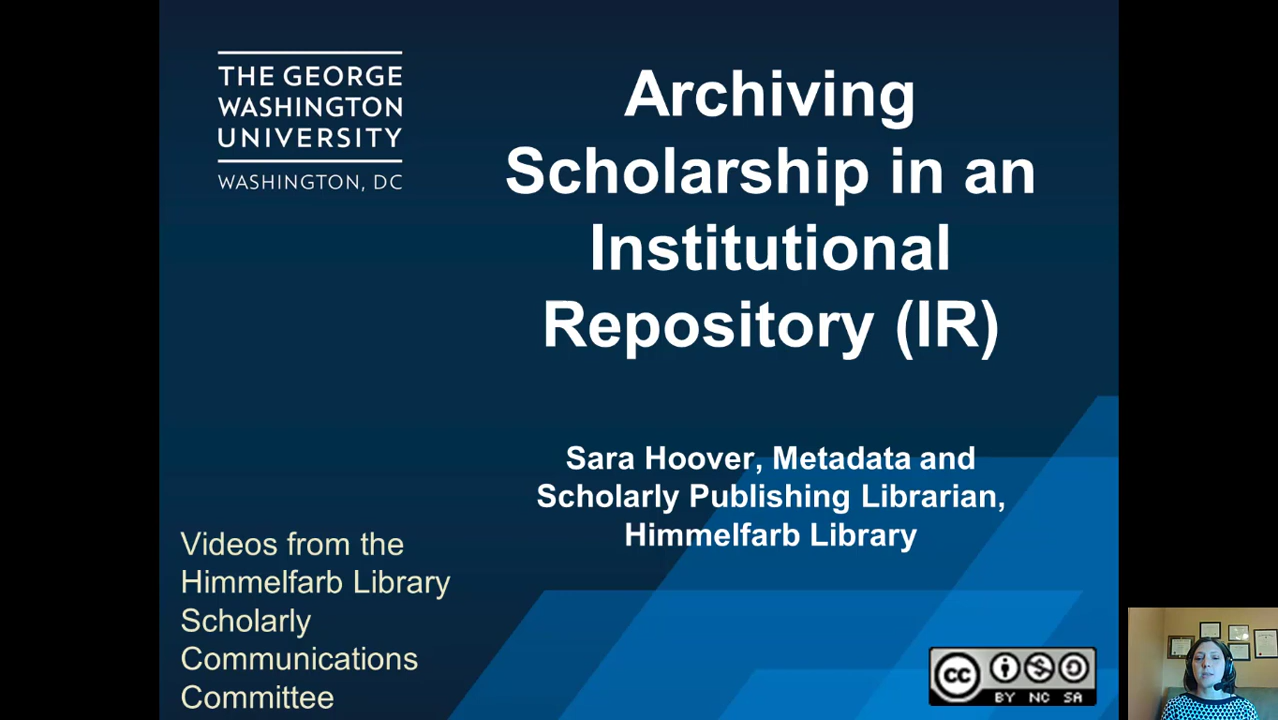 THE GEORGE
WASHINGTON
UNIVERSITY
WASHINGTON, DC
Archiving
Scholarship in an
Institutional
Repository (IR)
Sara Hoover, Metadata and
Scholarly Publishing Librarian,
Himmelfarb Library
Videos from the
Himmelfarb Library
Scholarly
Communications
Committee
cc
BY NC SA